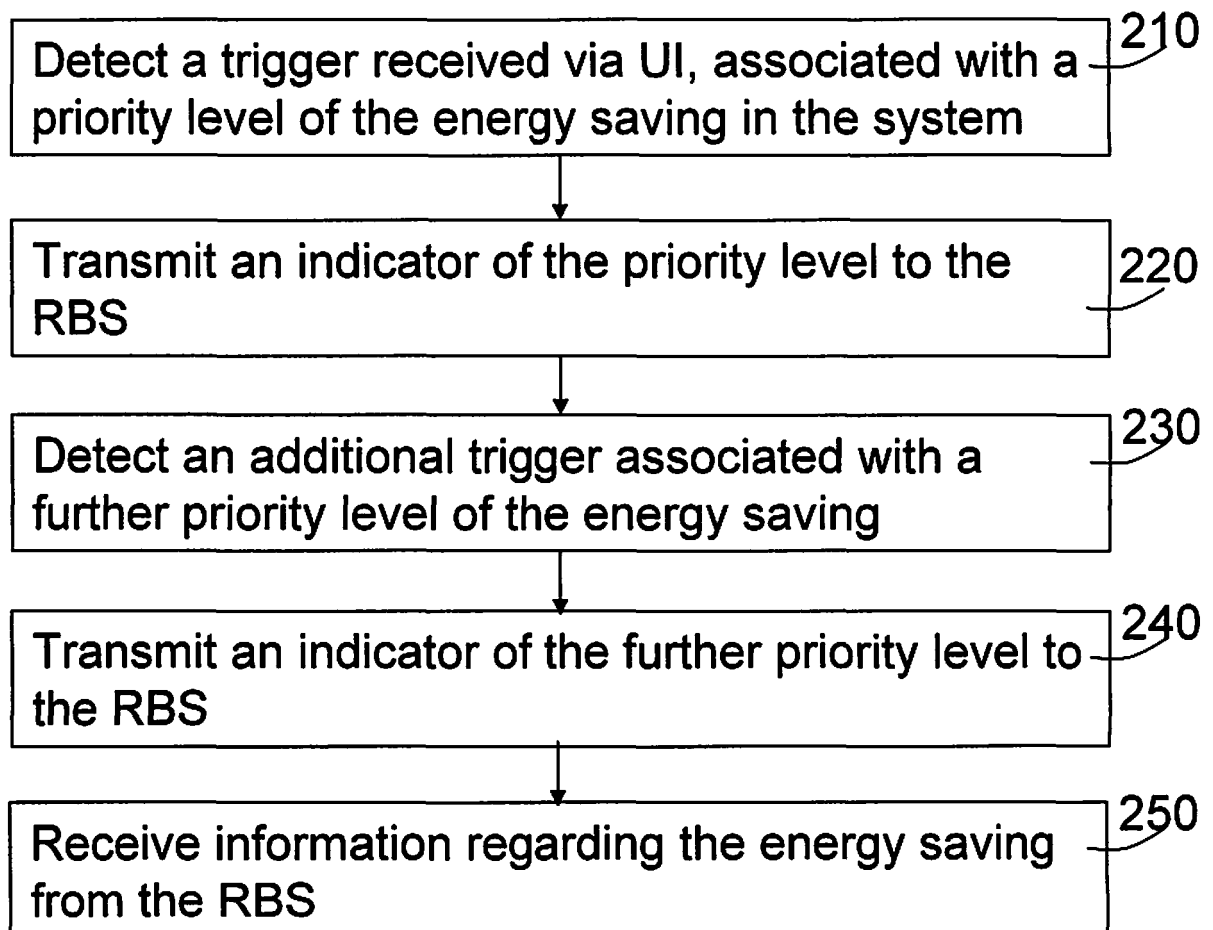 210
Detect a trigger received via UI, associated with a
priority level of the energy saving in the system
220
Transmit an indicator of the priority level to the
RBS
230
Detect an additional trigger associated with a
further priority level of the energy saving
240
Transmit an indicator of the further priority level to
the RBS
250
Receive information regarding the energy saving
from the RBS